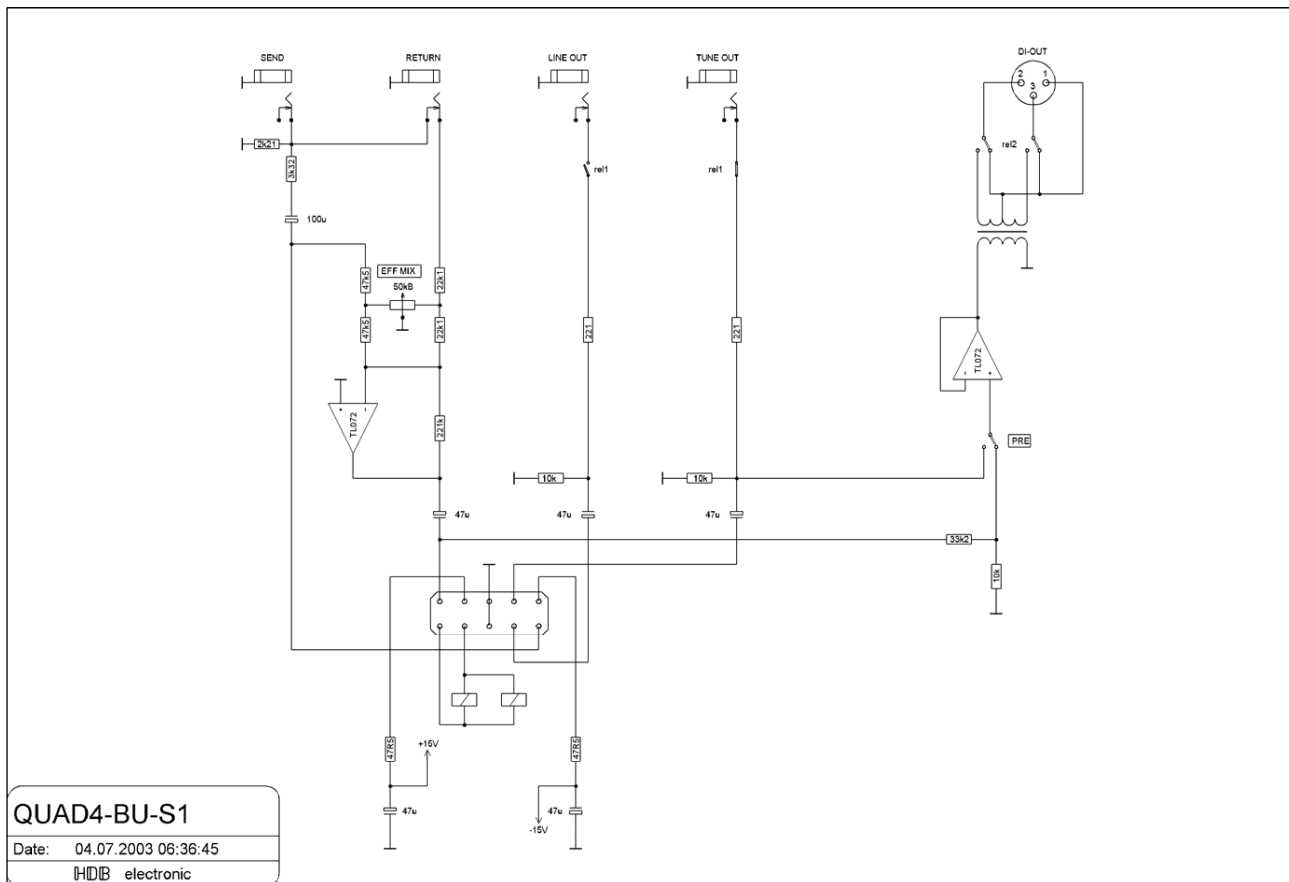 SEND
RETURN
LINE OUT
TUNE OUT
DI-OUT
2
1
3
2k21
rel2
3k32
rel1
rel1
100u
EFF MIX
50kB
47k5
22k1
47k5
22k1
221
221
TL072
- +
+ -
TL072
221k
PRE
10k
10k
47u
47u
47u
33k2
10k
47R5
47R5
+15V
47u
47u
-15V
QUAD4-BU-S1
Date: 04.07.2003 06:36:45
HDB electronic